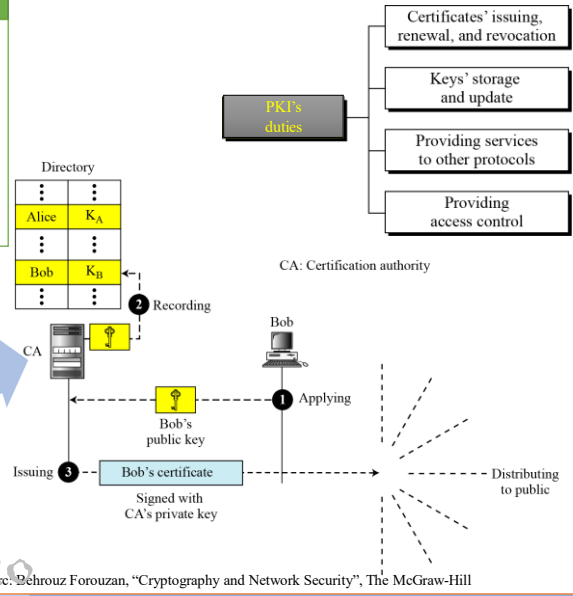 Certificates' issuing,
renewal, and revocation
Keys' storage
and update
PKI's
duties
Providing services
to other protocols
Providing
access control
Directory
Alice KA
Bob KB
CA: Certification authority
2 Recording
CA
Bob
1 Applying
Bob's
public key
Issuing 3 Bob's certificate
Distributing
to public
Signed with
CA's private key
Behrouz Forouzan, "Cryptography and Network Security", The McGraw-Hill